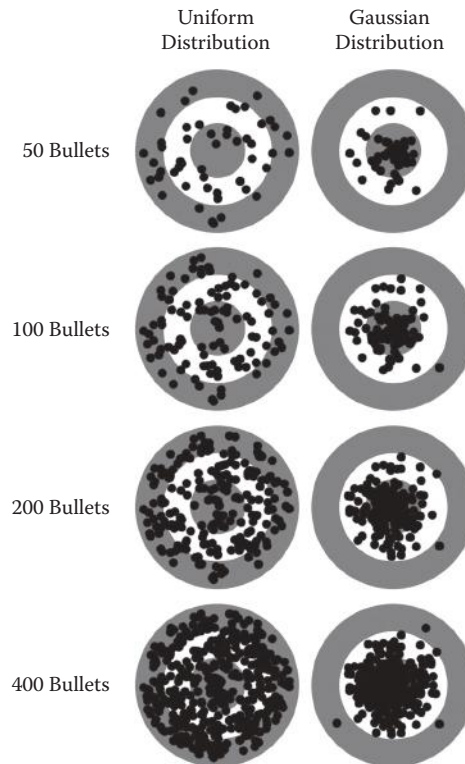 Uniform
Distribution
Gaussian
Distribution
50 Bullets
100 Bullets
200 Bullets
400 Bullets